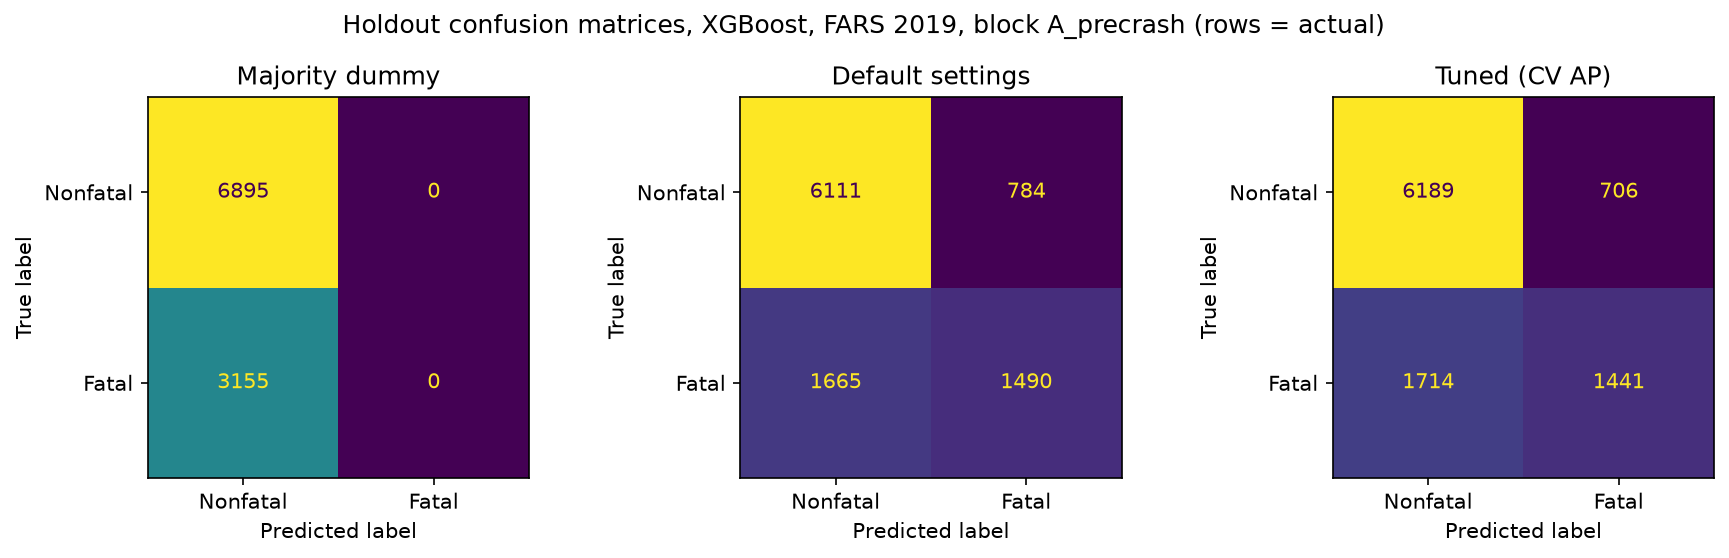 Holdout confusion matrices, XGBoost, FARS 2019, block A_precrash (rows = actual)
Majority dummy
True label
Nonfatal
6895
0
Fatal
3155
0
Nonfatal
Fatal
Predicted label
Default settings
True label
Nonfatal
6111
784
Fatal
1665
1490
Nonfatal
Fatal
Predicted label
Tuned (CV AP)
True label
Nonfatal
6189
706
Fatal
1714
1441
Nonfatal
Fatal
Predicted label